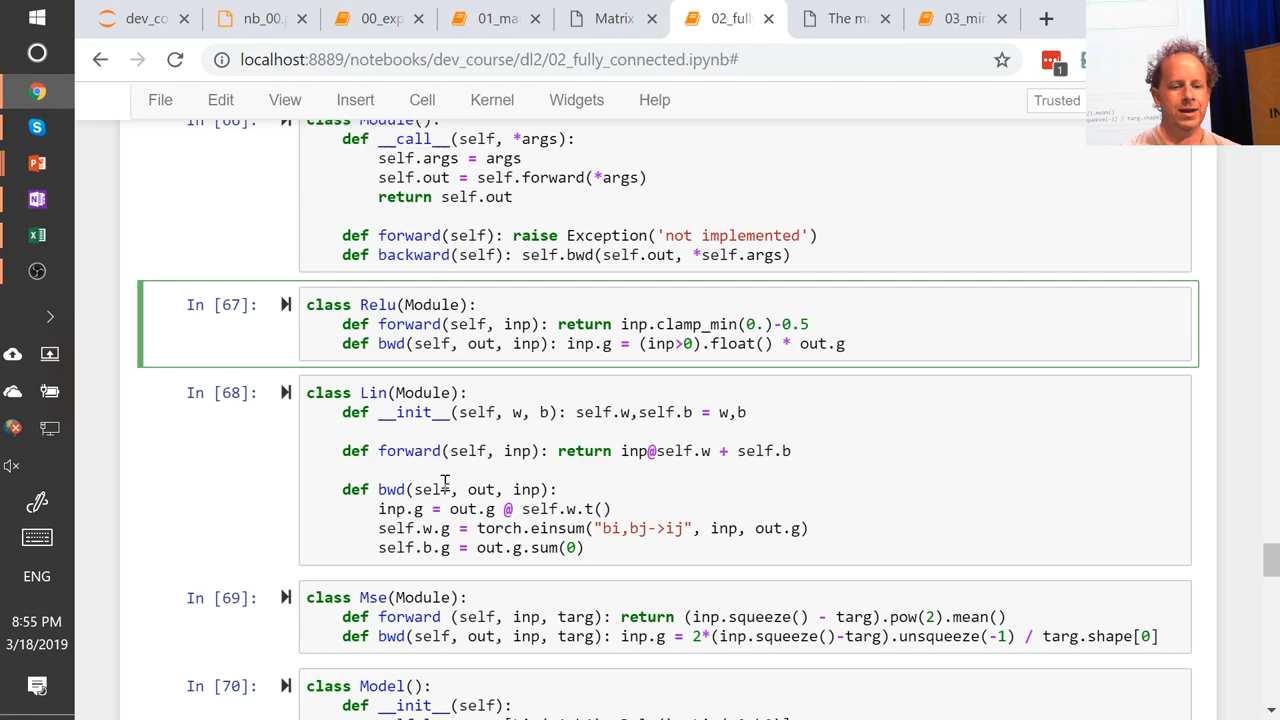 dev_co
nb_00.
00_exp
01_ma
Matrix
02_fully
The ma
03_min
localhost:8889/notebooks/dev_course/dl2/02_fully_connected.ipynb#
1
File
Edit
View
Insert
Cell
Kernel
Widgets
Help
Trusted
In [66]:
class Module():
def __call__(self, *args):
self.args = args
self.out = self.forward(*args)
return self.out
def forward(self): raise Exception('not implemented')
def backward(self): self.bwd(self.out, *self.args)
In [67]:
class Relu(Module):
def forward(self, inp): return inp.clamp_min(0.)-0.5
def bwd(self, out, inp): inp.g = (inp>0).float() * out.g
In [68]:
class Lin(Module):
def __init__(self, w, b): self.w,self.b = w,b
def forward(self, inp): return inp@self.w + self.b
def bwd(self, out, inp):
inp.g = out.g @ self.w.t()
self.w.g = torch.einsum("bi,bj->ij", inp, out.g)
self.b.g = out.g.sum(0)
In [69]:
class Mse(Module):
def forward (self, inp, targ): return (inp.squeeze() - targ).pow(2).mean()
def bwd(self, out, inp, targ): inp.g = 2*(inp.squeeze()-targ).unsqueeze(-1) / targ.shape[0]
In [70]:
class Model():
def __init__(self):
ENG
8:55 PM
3/18/2019